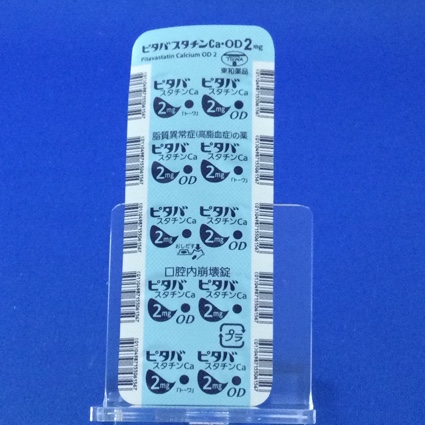 ピタバスタチンCa・OD2mg
Pitavastatin Calcium OD 2
TOWA
東和薬品
ピタバ ピタバ
スタチンCa スタチンCa
2mg 「トーワ」 2mg OD
脂質異常症(高脂血症)の薬
ピタバ ピタバ
スタチンCa スタチンCa
2mg OD 2mg 「トーワ」
ピタバ ピタバ
スタチンCa スタチンCa
2mg 2mg OD
おしだす
口腔内崩壊錠
ピタバ ピタバ
スタチンCa スタチンCa
2mg OD 2mg
プラ
ピタバ ピタバ
スタチンCa スタチンCa
2mg 「トーワ」 2mg OD